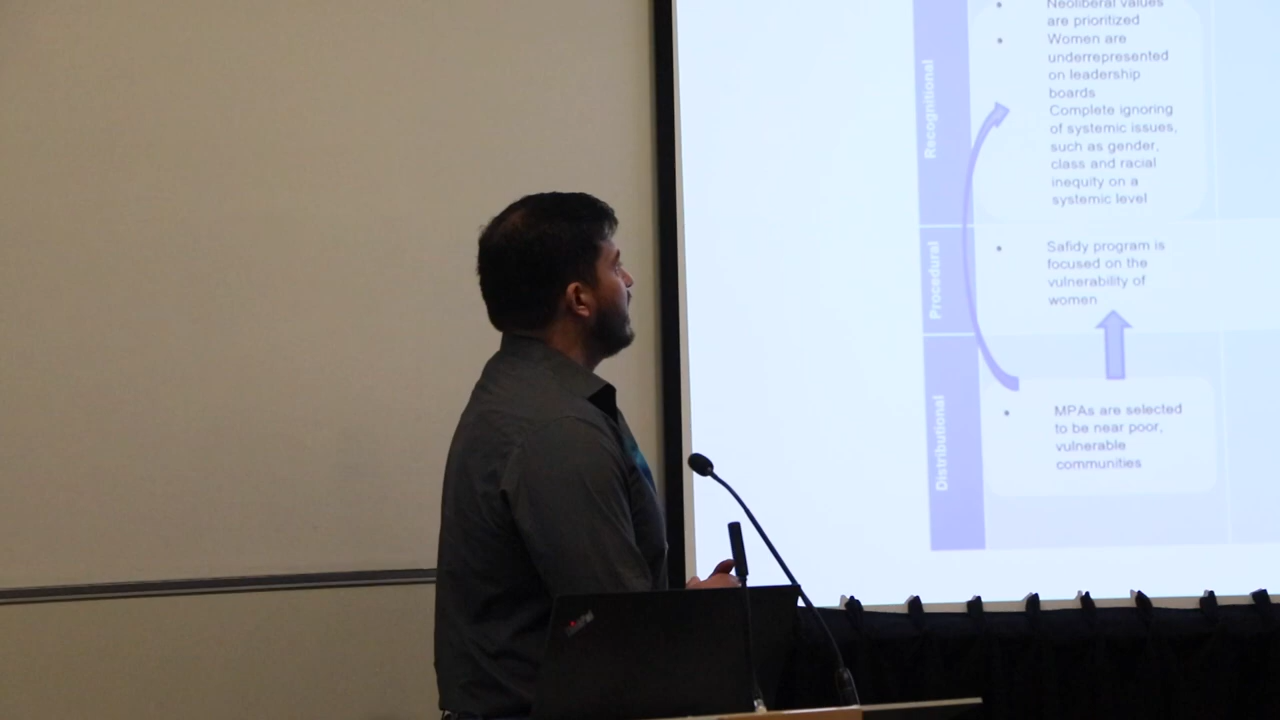 Neoliberal values
are prioritized
Women are
underrepresented
on leadership
boards
Complete ignoring
of systemic issues,
such as gender,
class and racial
inequity on a
systemic level
Recognitional
Safidy program is
focused on the
vulnerability of
women
Procedural
MPAs are selected
to be near poor,
vulnerable
communities
Distributional
ThinkPad